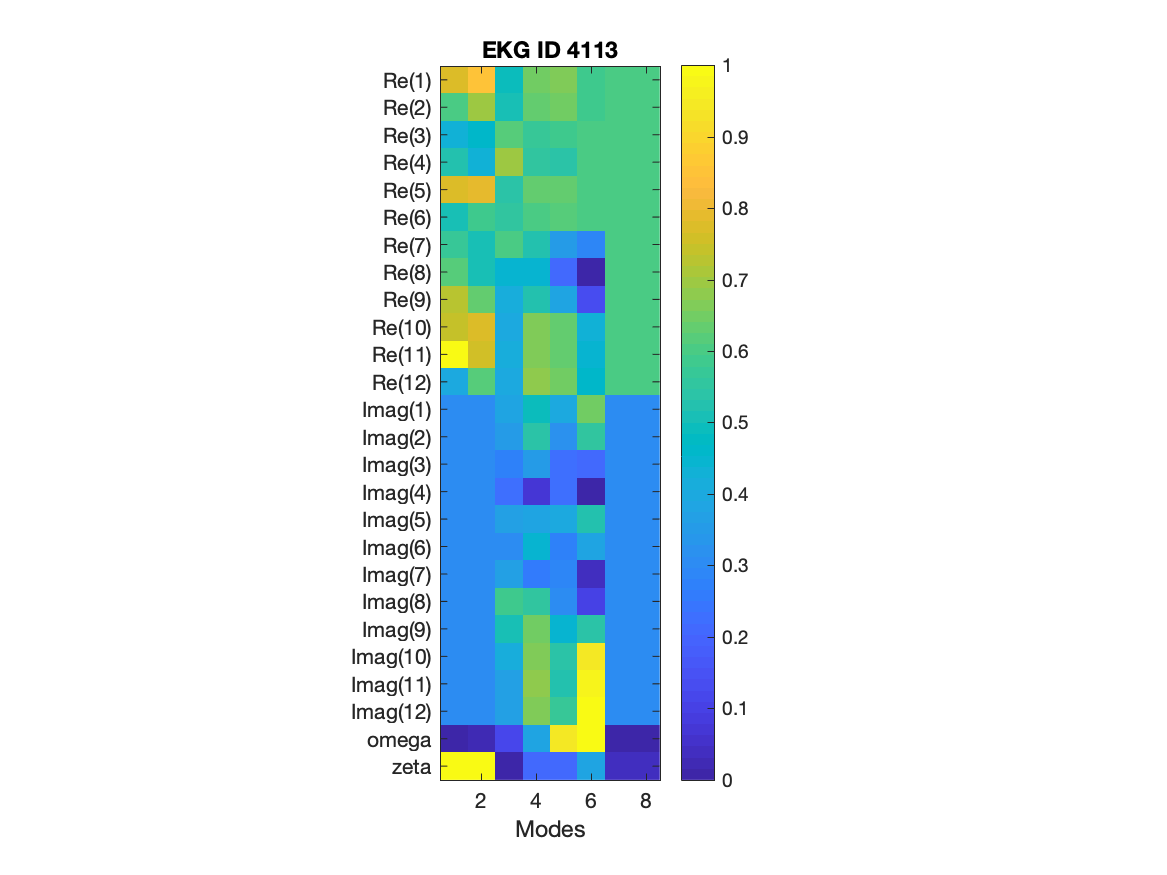 EKG ID 4113
Re(1)
Re(2)
Re(3)
Re(4)
Re(5)
Re(6)
Re(7)
Re(8)
Re(9)
Re(10)
Re(11)
Re(12)
Imag(1)
Imag(2)
Imag(3)
Imag(4)
Imag(5)
Imag(6)
Imag(7)
Imag(8)
Imag(9)
Imag(10)
Imag(11)
Imag(12)
omega
zeta
2 4 6 8
Modes
1
0.9
0.8
0.7
0.6
0.5
0.4
0.3
0.2
0.1
0